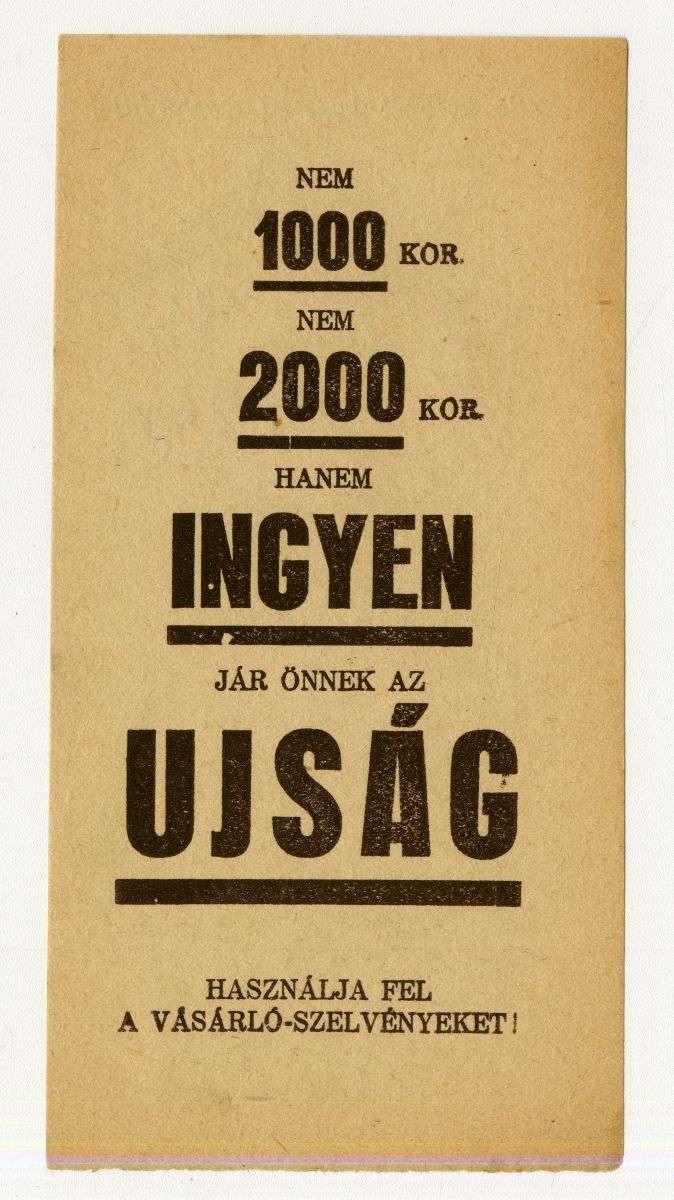 NEM
1000 KOR.
NEM
2000 KOR.
HANEM
INGYEN
JÁR ÖNNEK AZ
UJSÁG
HASZNÁLJA FEL
A VÁSÁRLÓ-SZELVÉNYEKET!